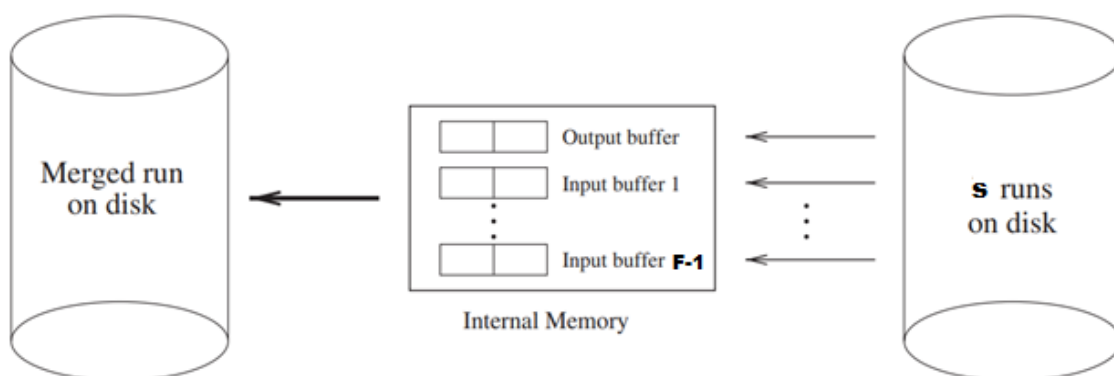 Merged run
on disk
Output buffer
Input buffer 1
Input buffer F-1
Internal Memory
s runs
on disk